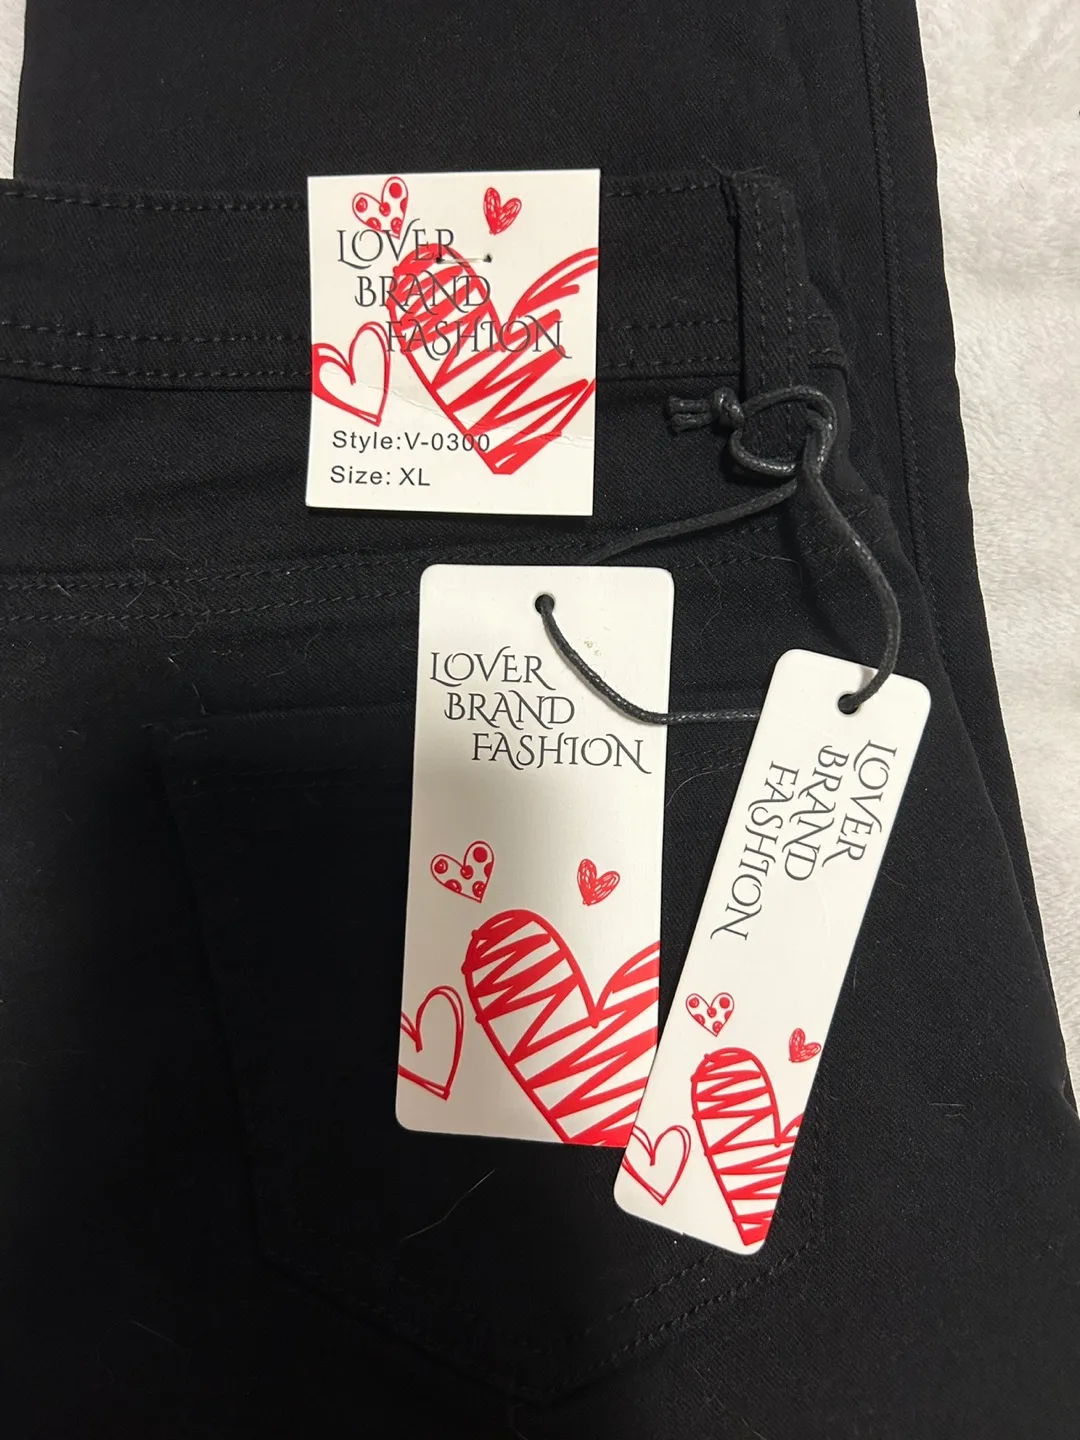 LOVER
BRAND
FASHION
Style:V-0300
Size: XL
LOVER
BRAND
FASHION
LOVER
BRAND
FASHION